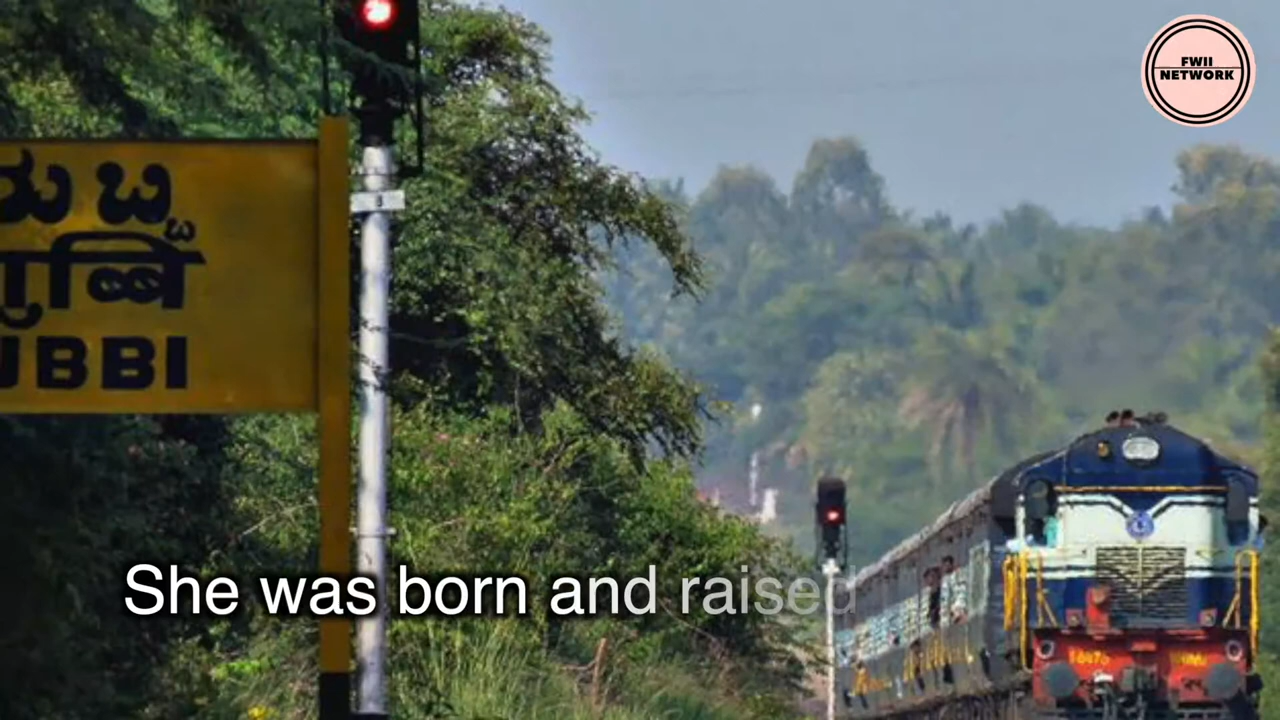 FWII
NETWORK
ಗುಬ್ಬಿ
गुब्बि
UBBI
She was born and raised